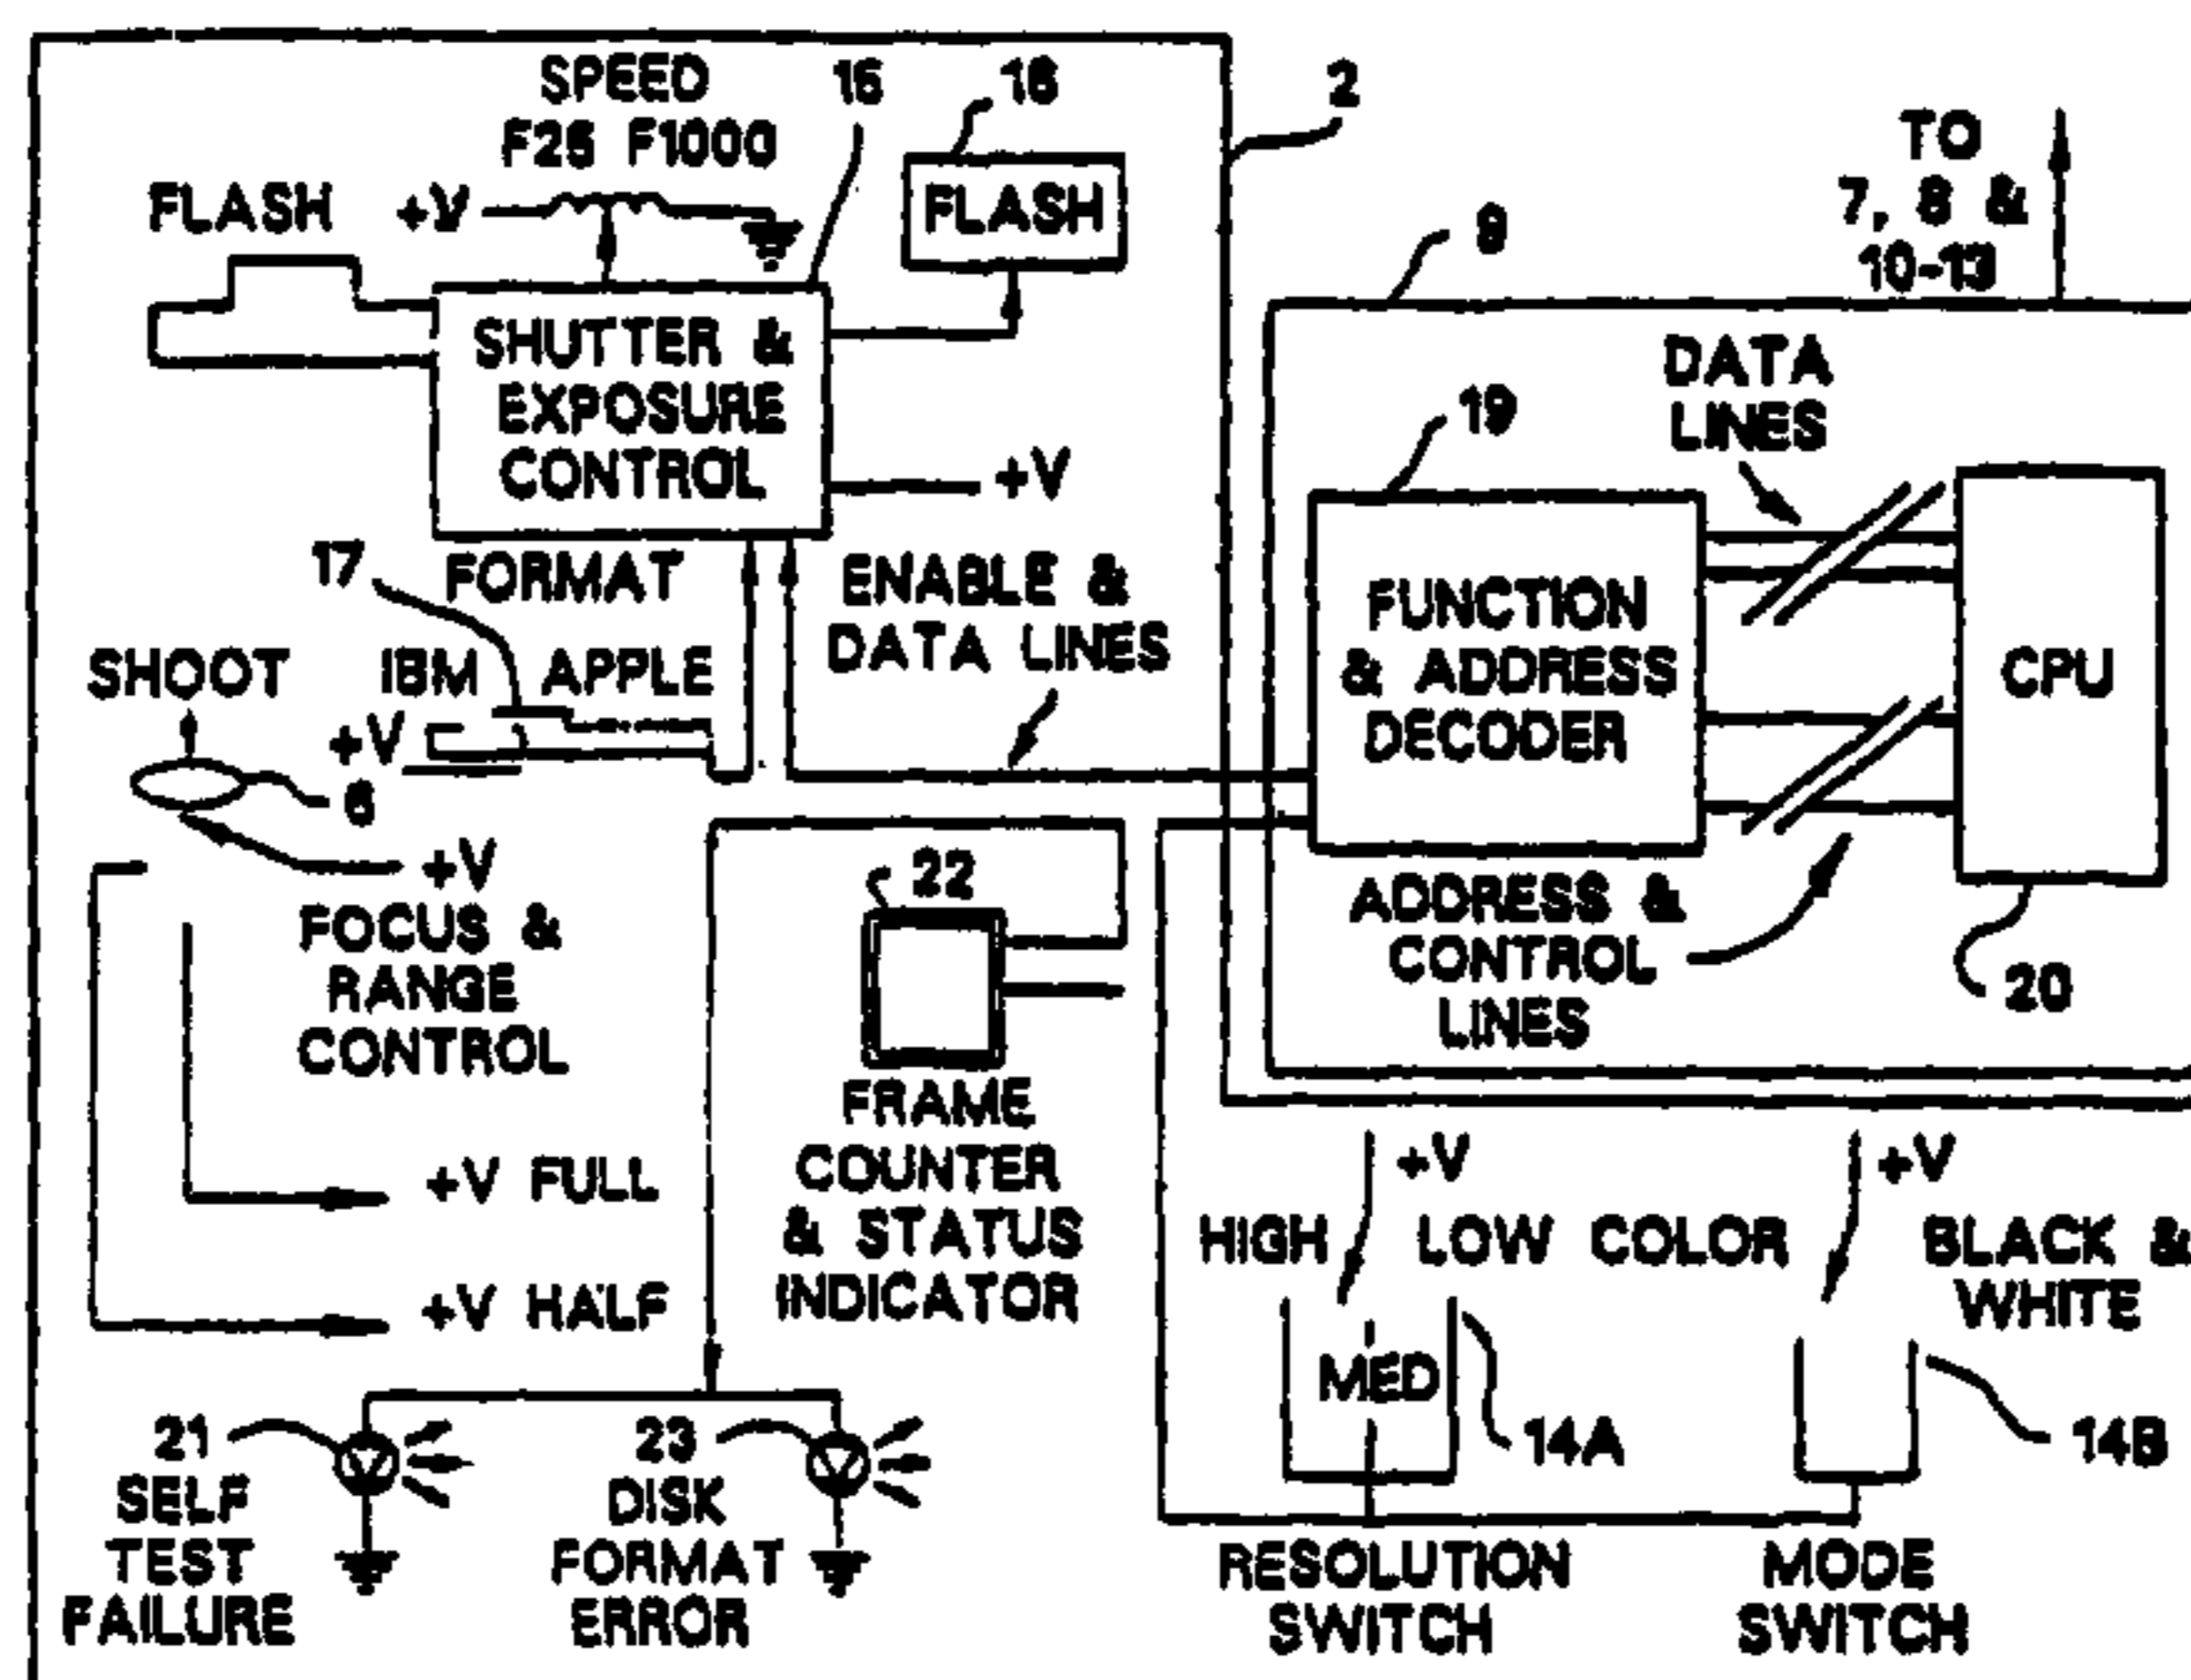 SPEED
F25 F1000
15
16
2
FLASH
+V
FLASH
TO
7, 8 &
10-13
9
SHUTTER &
EXPOSURE
CONTROL
+V
DATA
LINES
19
17
FORMAT
IBM APPLE
ENABLE &
DATA LINES
SHOOT
+V
6
FUNCTION
& ADDRESS
DECODER
CPU
+V
FOCUS &
RANGE
CONTROL
22
ADDRESS &
CONTROL
LINES
20
FRAME
COUNTER
& STATUS
INDICATOR
+V FULL
+V HALF
+V
+V
HIGH
LOW
COLOR
BLACK &
WHITE
MED
14A
14B
21
SELF
TEST
FAILURE
23
DISK
FORMAT
ERROR
RESOLUTION
SWITCH
MODE
SWITCH